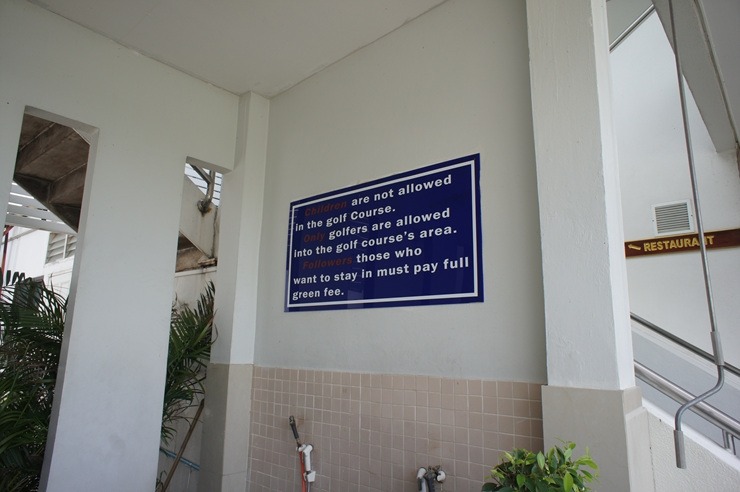 Children are not allowed
in the golf Course.
Only golfers are allowed
into the golf course's area.
Followers those who
want to stay in must pay full
green fee.
RESTAURANT